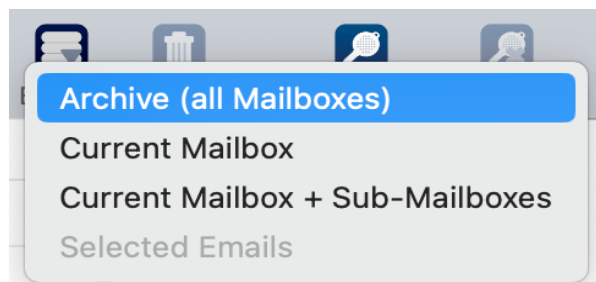 Archive (all Mailboxes)
Current Mailbox
Current Mailbox + Sub-Mailboxes
Selected Emails